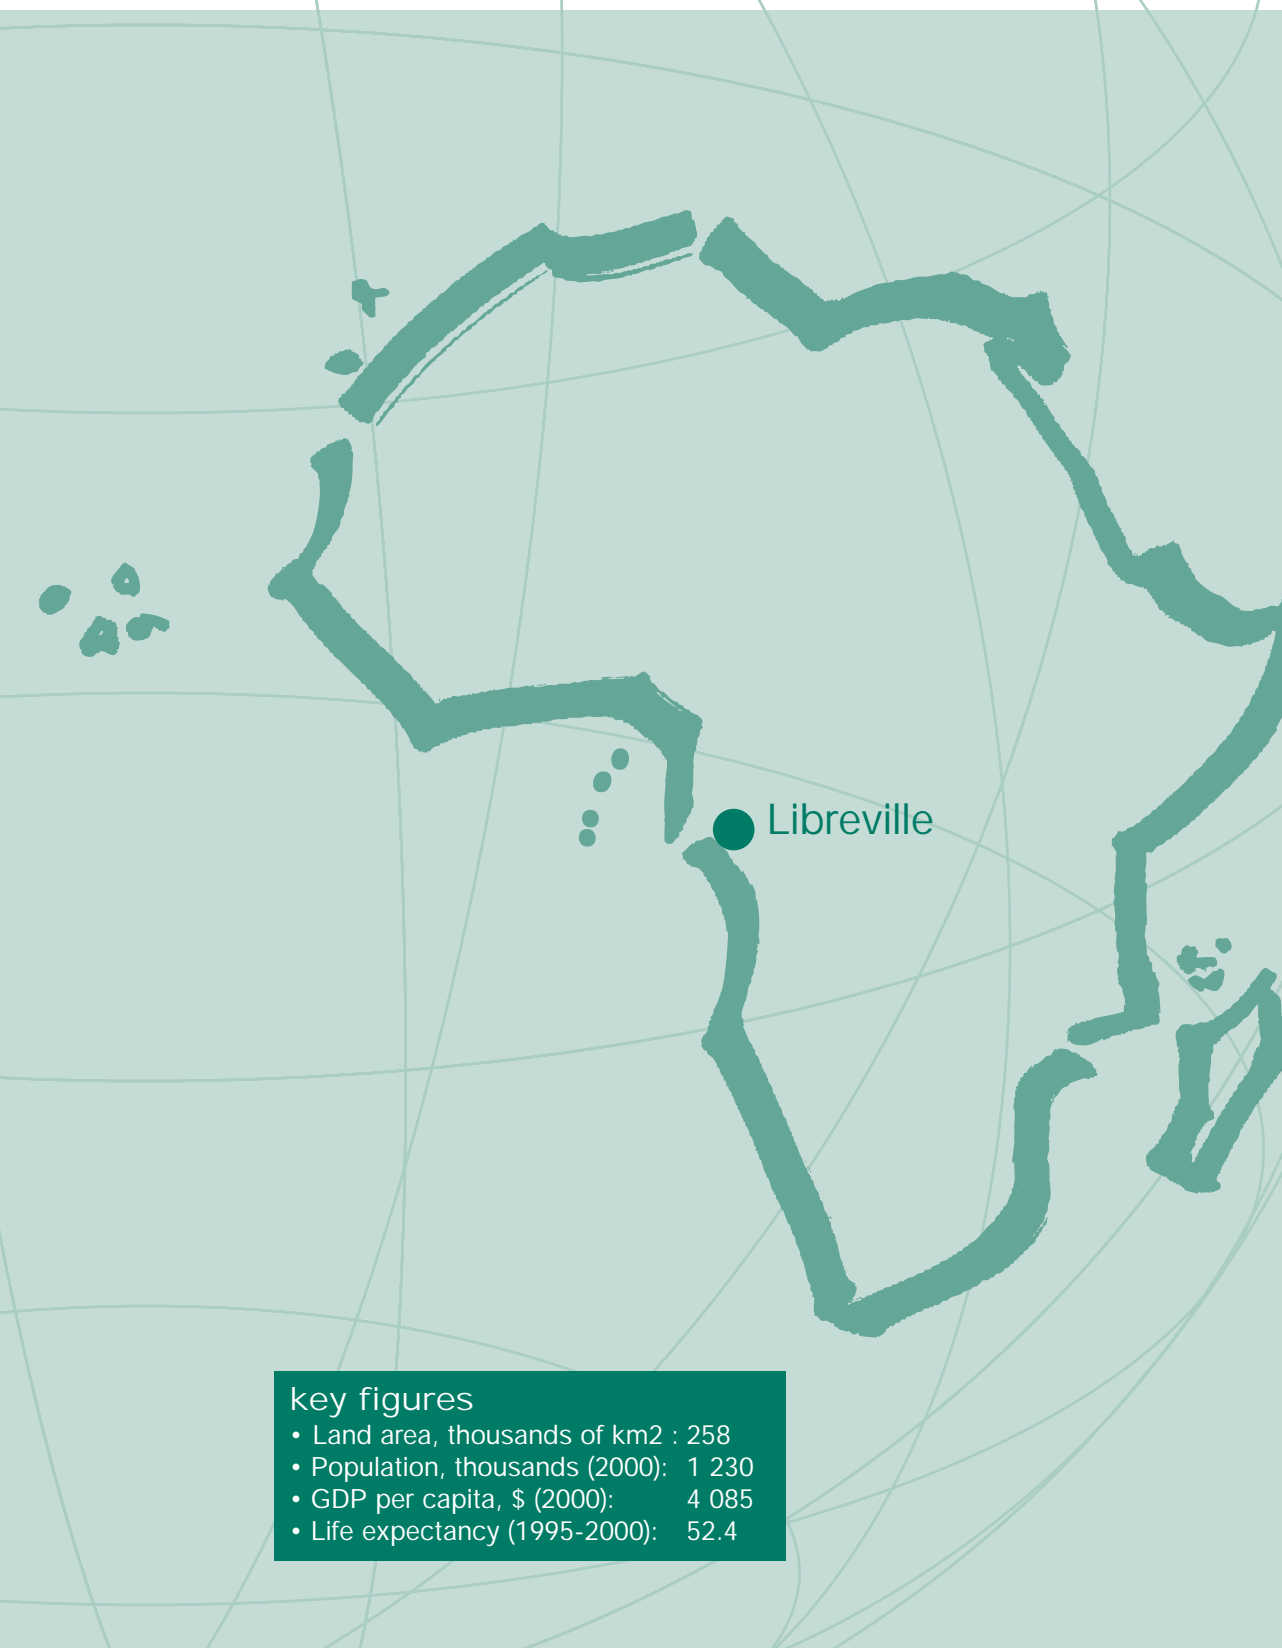 Libreville
key figures
• Land area, thousands of km2 : 258
• Population, thousands (2000): 1 230
• GDP per capita, $ (2000): 4 085
• Life expectancy (1995-2000): 52.4